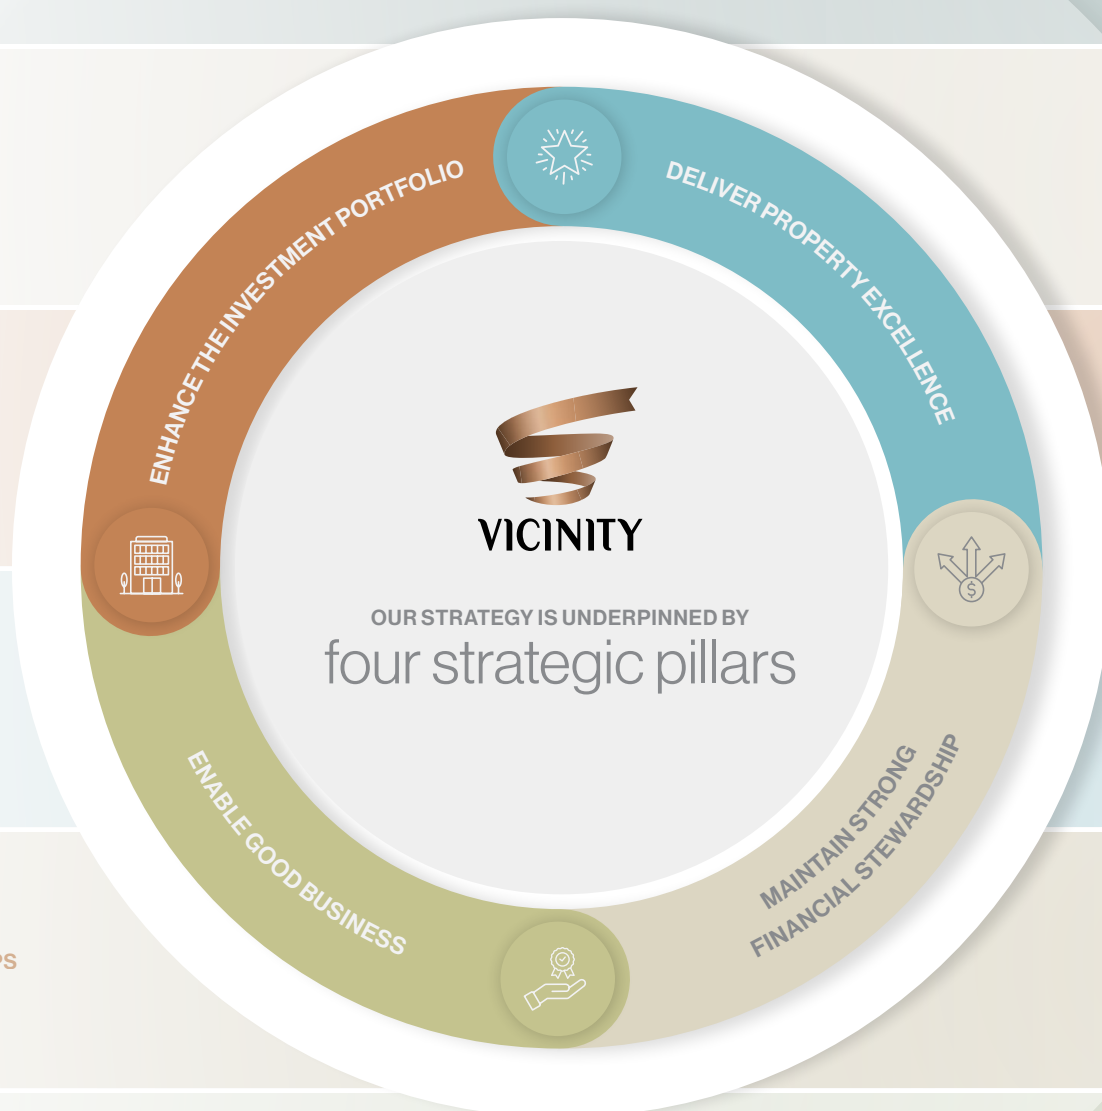 ENHANCE THE INVESTMENT PORTFOLIO
DELIVER PROPERTY EXCELLENCE
VICINITY
OUR STRATEGY IS UNDERPINNED BY
four strategic pillars
ENABLE GOOD BUSINESS
MAINTAIN STRONG
FINANCIAL STEWARDSHIP
$